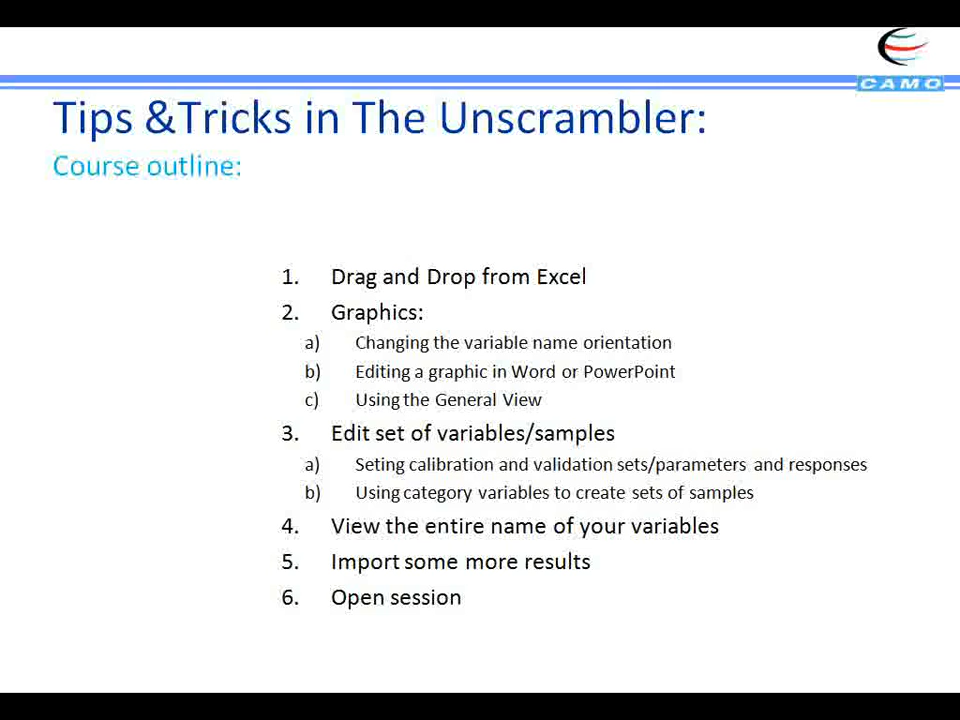 CAMO
Tips &Tricks in The Unscrambler:
Course outline:
1. Drag and Drop from Excel
2. Graphics:
a) Changing the variable name orientation
b) Editing a graphic in Word or PowerPoint
c) Using the General View
3. Edit set of variables/samples
a) Seting calibration and validation sets/parameters and responses
b) Using category variables to create sets of samples
4. View the entire name of your variables
5. Import some more results
6. Open session